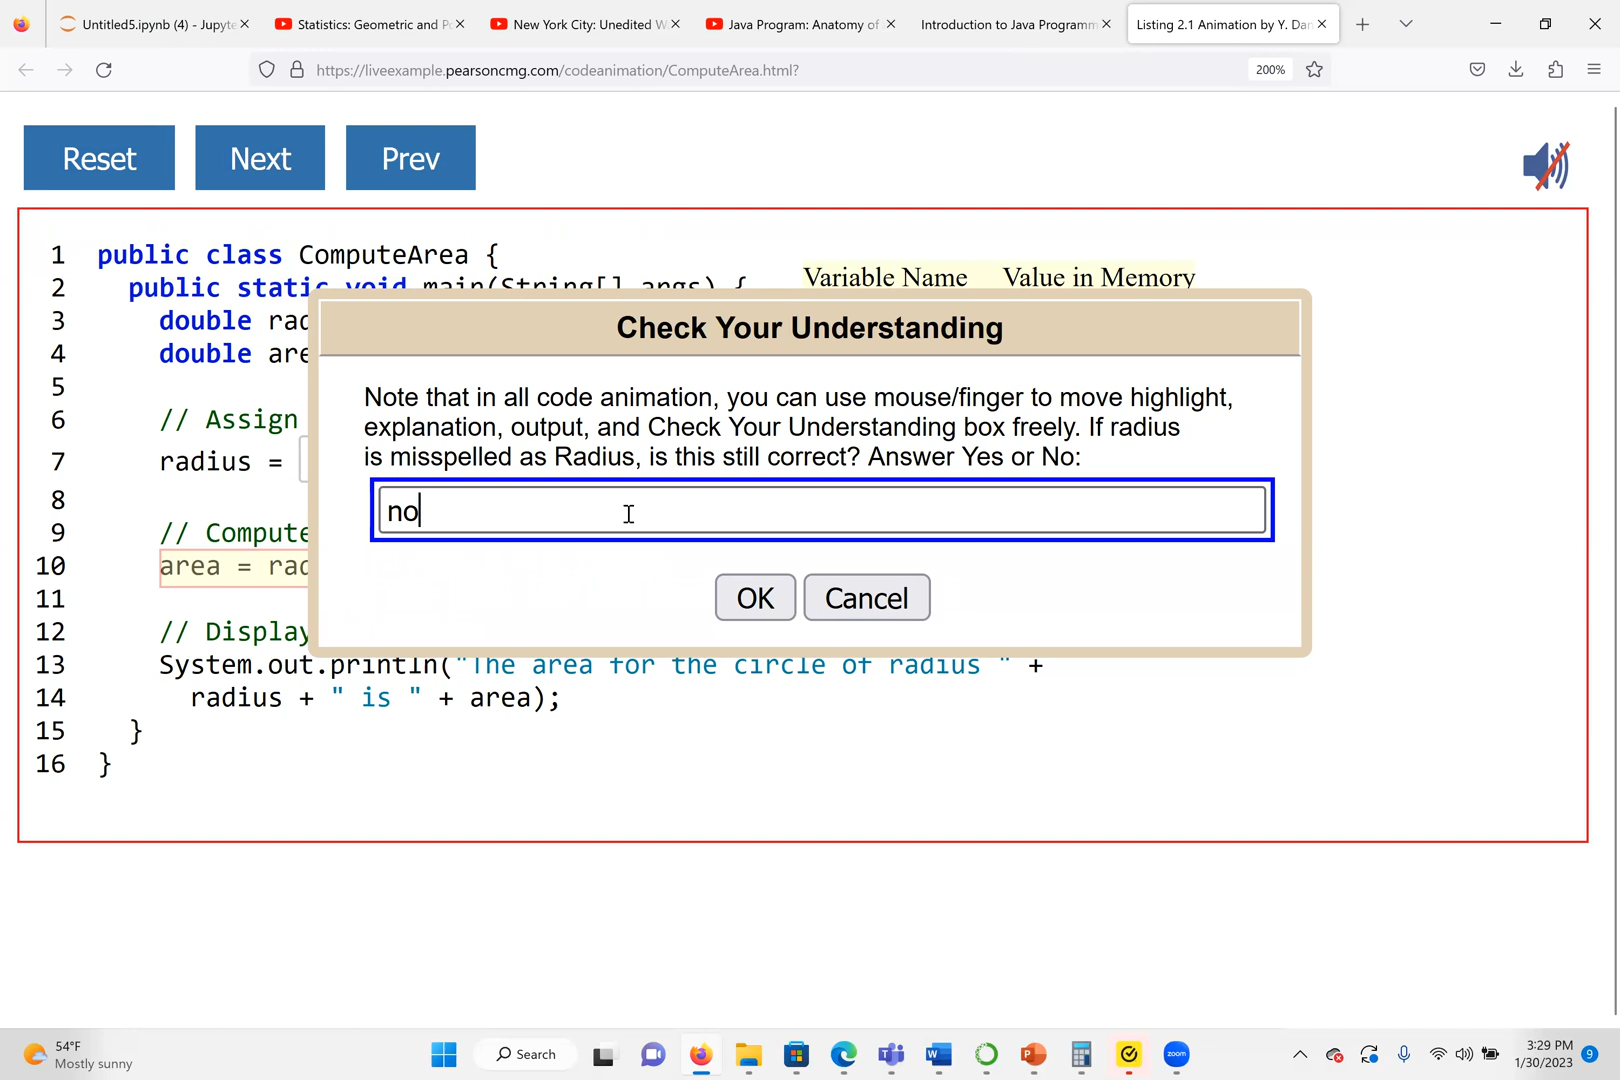 Untitled5.ipynb (4) - Jupyte
Statistics: Geometric and P
New York City: Unedited W
Java Program: Anatomy of
Introduction to Java Programm
Listing 2.1 Animation by Y. Dan
https://liveexample.pearsoncmg.com/codeanimation/ComputeArea.html?
200%
Reset
Next
Prev
1 public class ComputeArea {
2 public static void main(String[] args) {
Variable Name Value in Memory
3 double rad
4 double are
5
6 // Assign
7 radius =
8
9 // Compute
10 area = rad
11
12 // Display
13 System.out.println("The area for the circle of radius " +
14 radius + " is " + area);
15 }
16 }
Check Your Understanding
Note that in all code animation, you can use mouse/finger to move highlight,
explanation, output, and Check Your Understanding box freely. If radius
is misspelled as Radius, is this still correct? Answer Yes or No:
no
OK
Cancel
54°F
Mostly sunny
Search
zoom
3:29 PM
1/30/2023
9